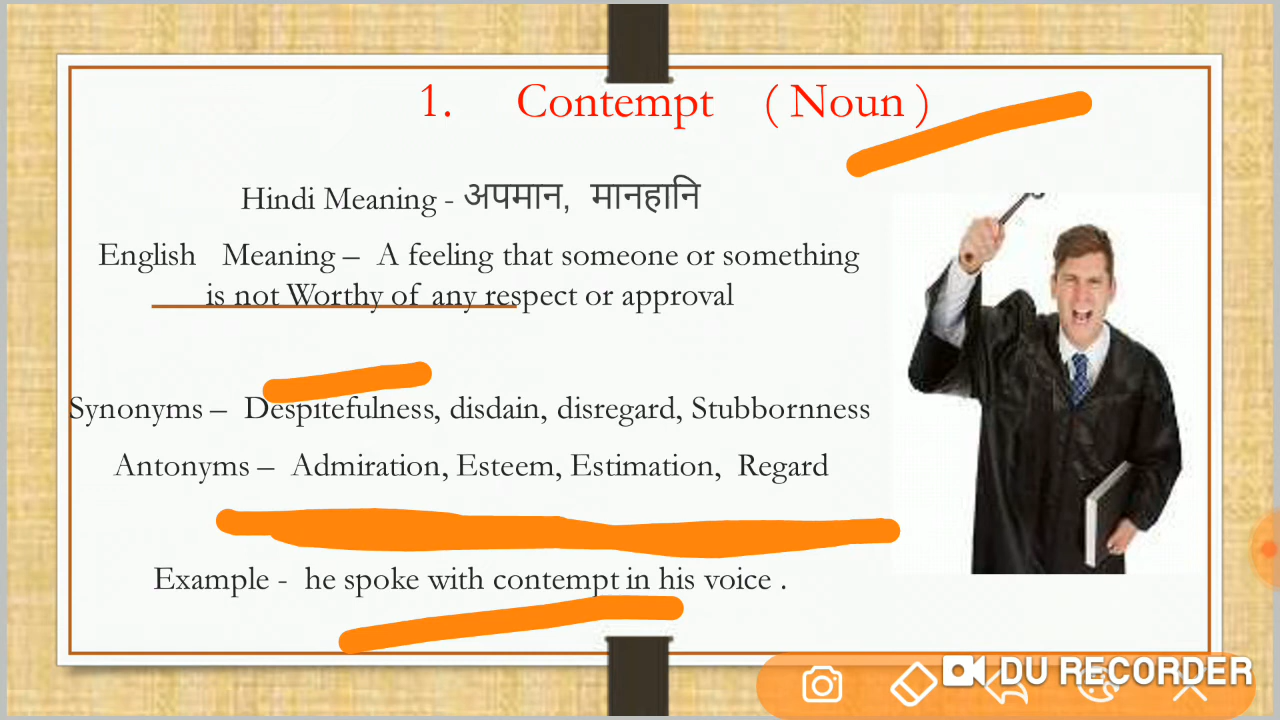 1. Contempt ( Noun )
Hindi Meaning - अपमान, मानहानि
English Meaning – A feeling that someone or something
is not Worthy of any respect or approval
Synonyms – Despitefulness, disdain, disregard, Stubbornness
Antonyms – Admiration, Esteem, Estimation, Regard
Example - he spoke with contempt in his voice .
DU RECORDER